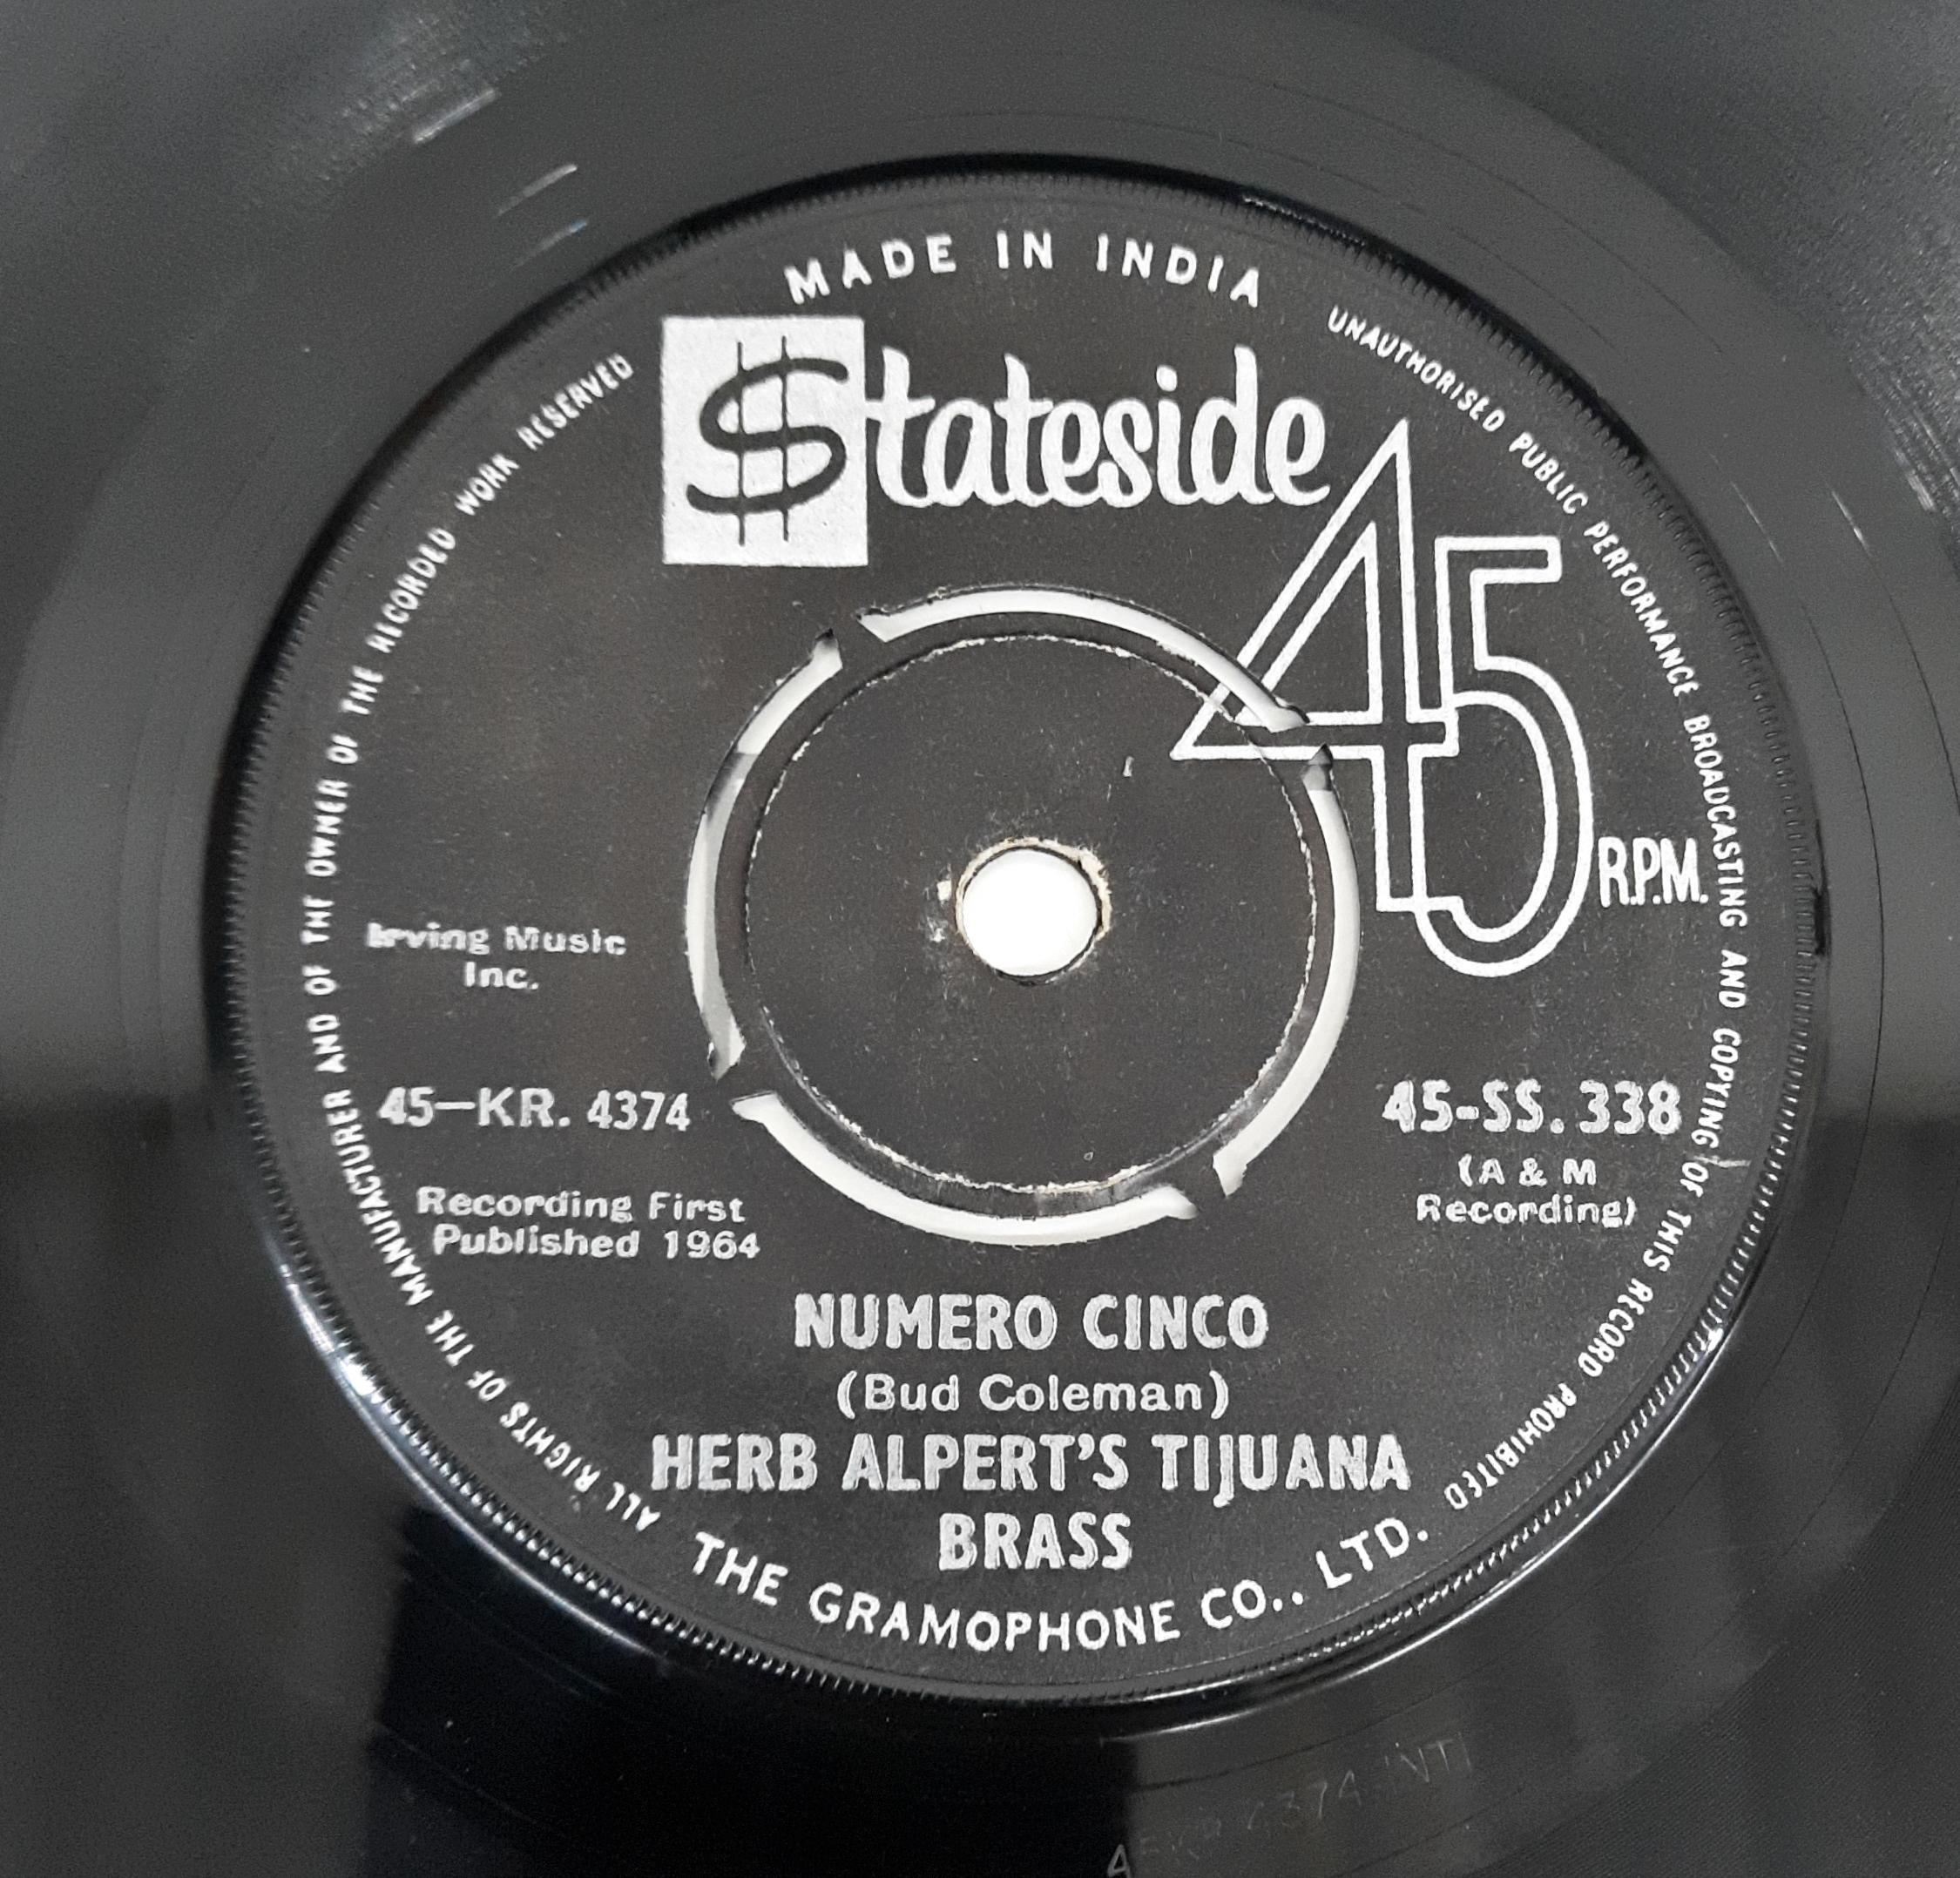 MADE IN INDIA
UNAUTHORISED PUBLIC PERFORMANCE BROADCASTING AND COPYING OF THIS RECORD PROHIBITED
ALL RIGHTS OF THE MANUFACTURER AND OF THE OWNER OF THE RECORDED WORK RESERVED
Stateside
45
R.P.M.
Irving Music
Inc.
45—KR. 4374
45-SS. 338
(A & M
Recording)
Recording First
Published 1964
NUMERO CINCO
(Bud Coleman)
HERB ALPERT'S TIJUANA
BRASS
THE GRAMOPHONE CO., LTD.